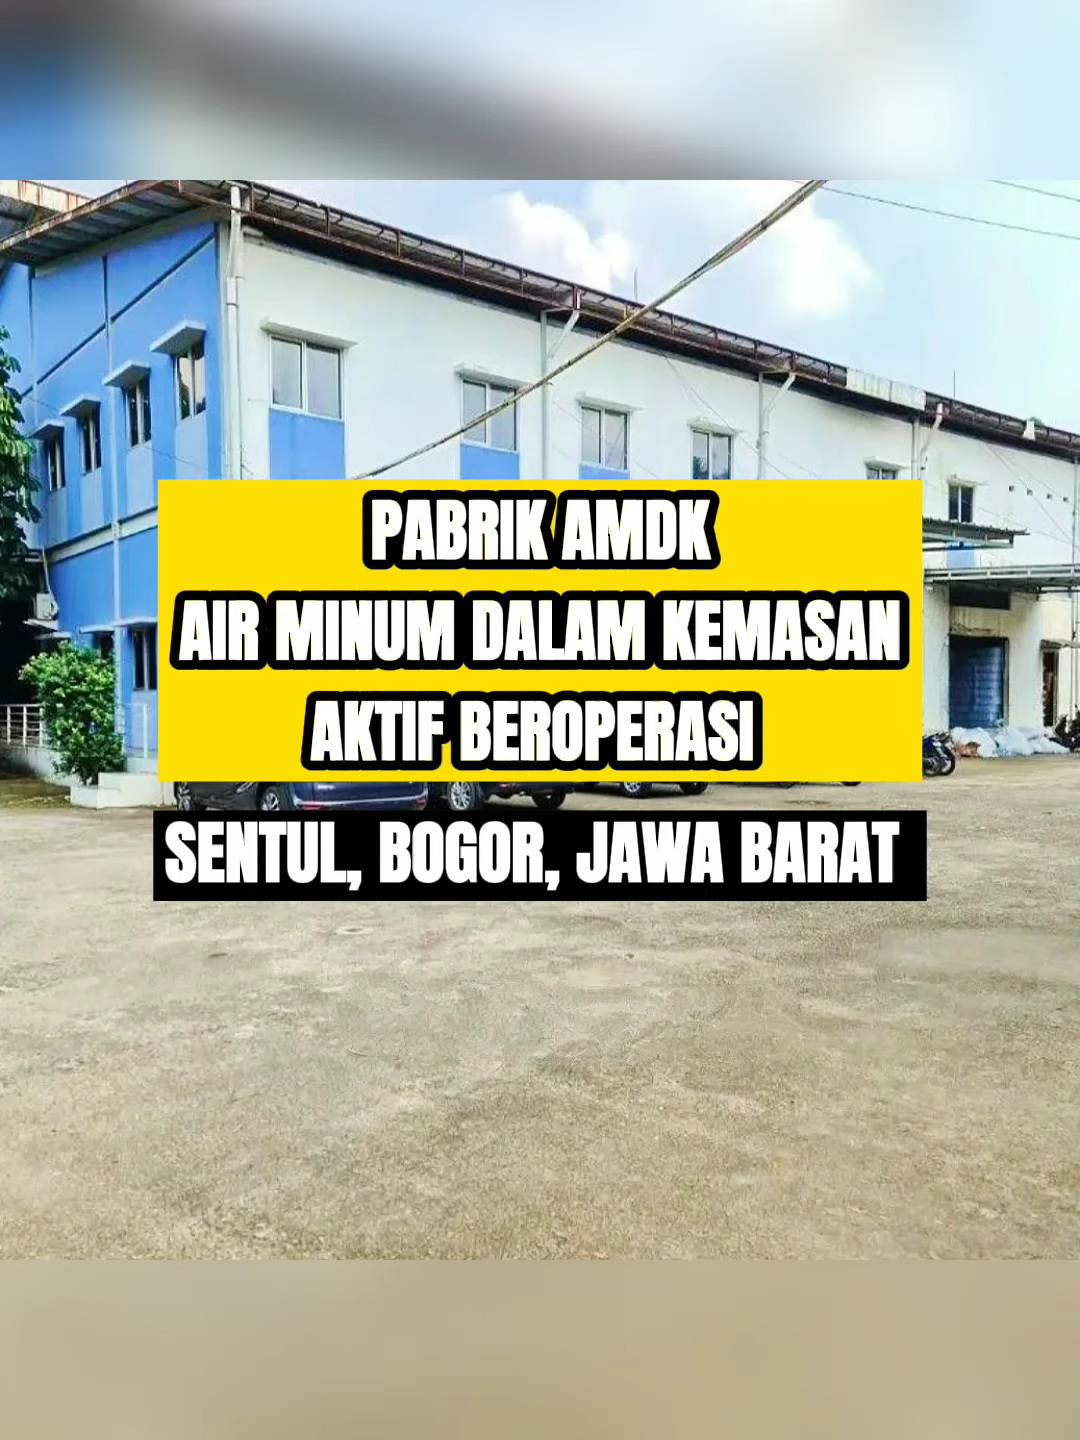 PABRIK AMDK
AIR MINUM DALAM KEMASAN
AKTIF BEROPERASI
SENTUL, BOGOR, JAWA BARAT